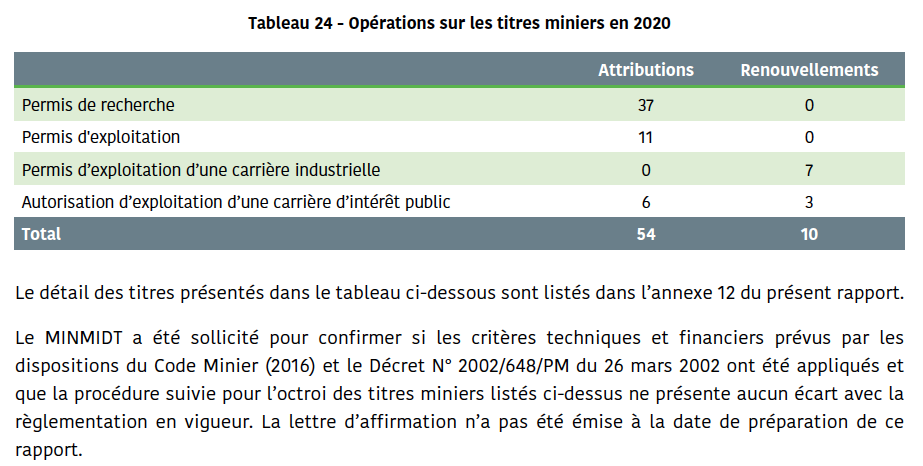 Tableau 24 - Opérations sur les titres miniers en 2020
Attributions Renouvellements
Permis de recherche 37 0
Permis d'exploitation 11 0
Permis d’exploitation d’une carrière industrielle 0 7
Autorisation d’exploitation d’une carrière d’intérêt public 6 3
Total 54 10
Le détail des titres présentés dans le tableau ci-dessous sont listés dans l’annexe 12 du présent rapport.
Le MINMIDT a été sollicité pour confirmer si les critères techniques et financiers prévus par les
dispositions du Code Minier (2016) et le Décret N° 2002/648/PM du 26 mars 2002 ont été appliqués et
que la procédure suivie pour l’octroi des titres miniers listés ci-dessus ne présente aucun écart avec la
règlementation en vigueur. La lettre d’affirmation n’a pas été émise à la date de préparation de ce
rapport.